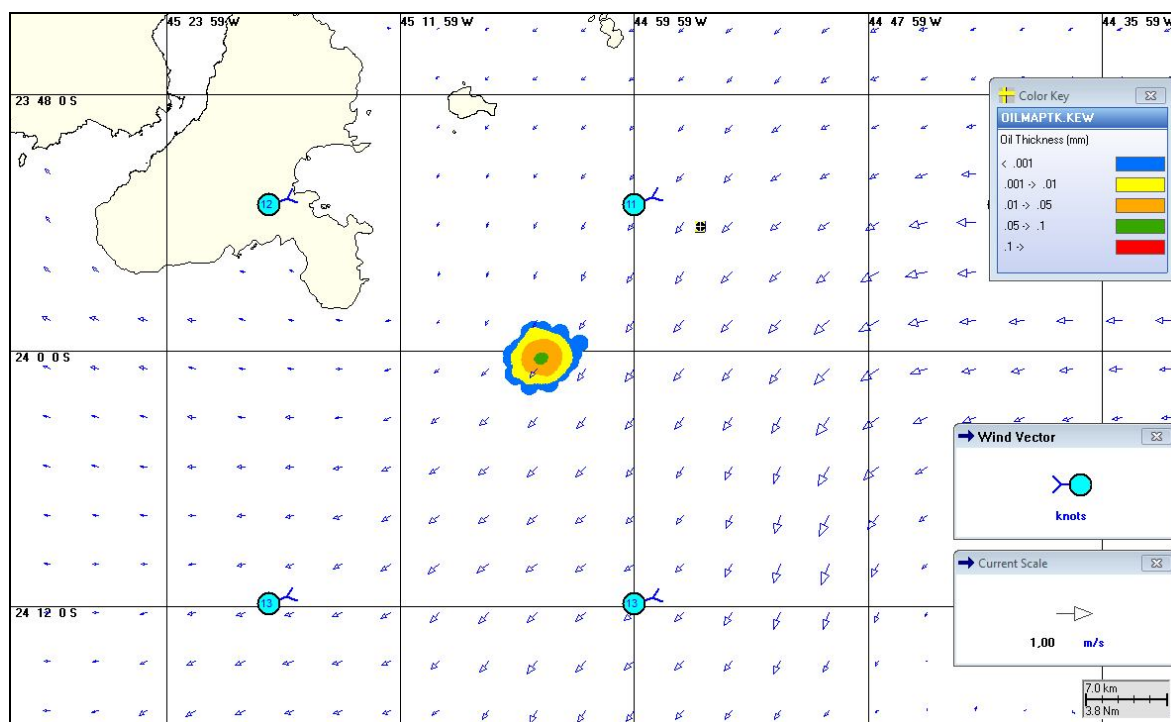 45 23 59 W
45 11 59 W
44 59 59 W
44 47 59 W
44 35 59 W
23 48 0 S
Color Key
OILMAPTK.KEW
Oil Thickness (mm)
< .001
.001 -> .01
.01 -> .05
.05 -> .1
.1 ->
12
11
24 0 0 S
Wind Vector
knots
Current Scale
1,00 m/s
13
13
24 12 0 S
7.0 km
3.8 Nm